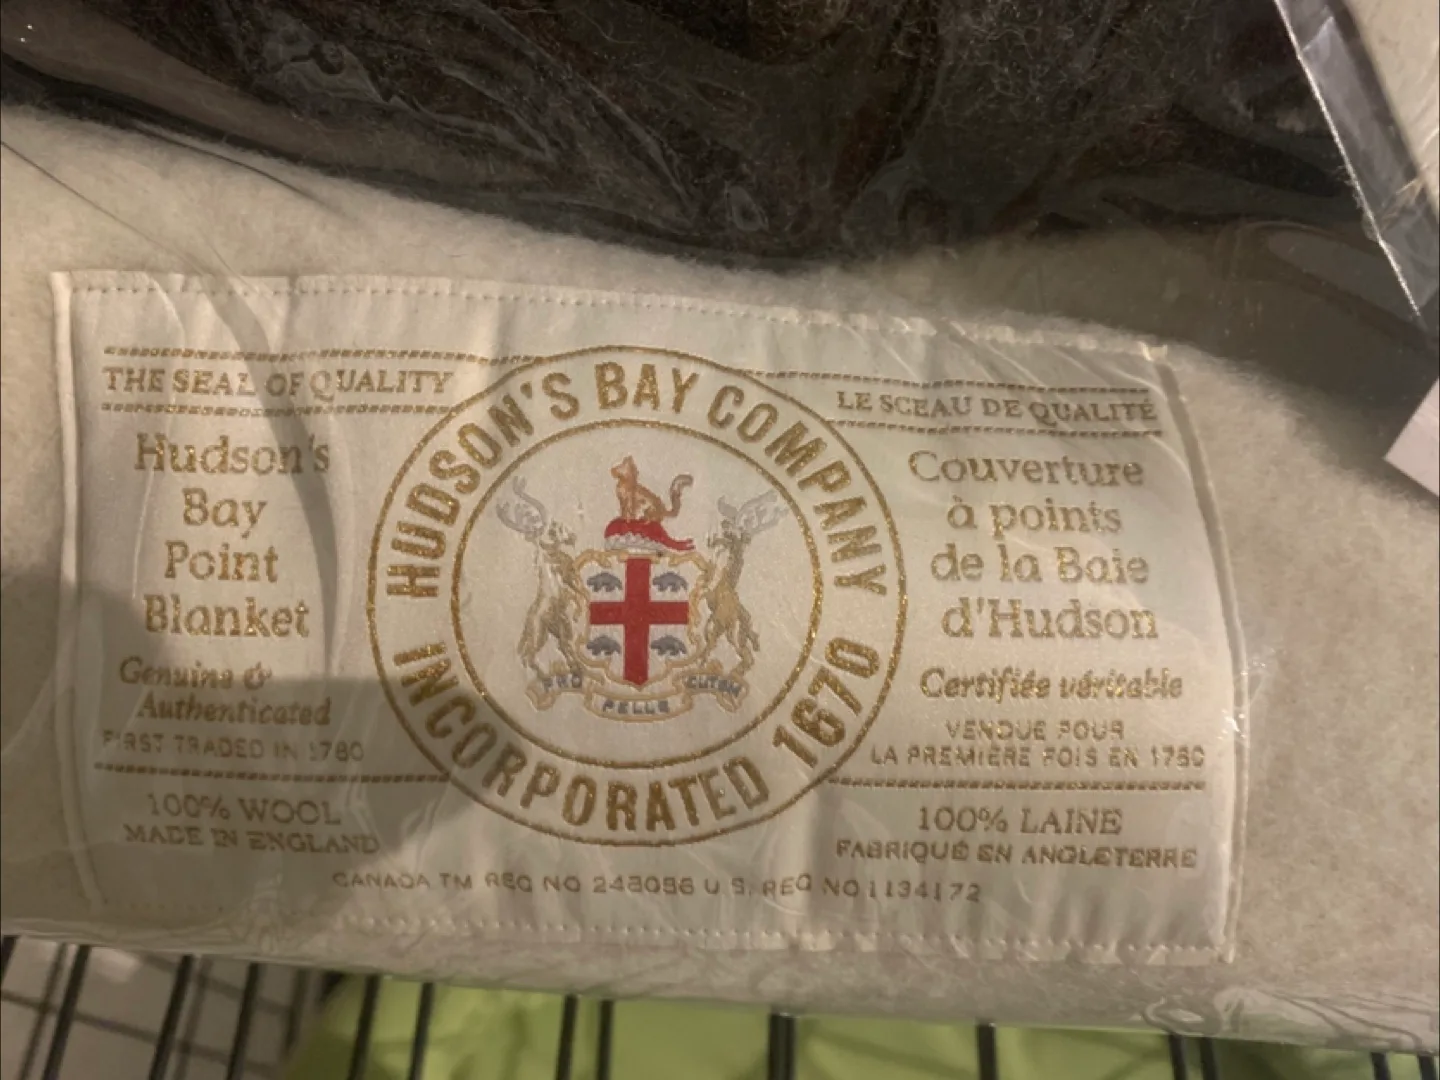 THE SEAL OF QUALITY
Hudson's
Bay
Point
Blanket
Genuine &
Authenticated
FIRST TRADED IN 1780
100% WOOL
MADE IN ENGLAND
HUDSON'S BAY COMPANY
INCORPORATED 1670
PRO
PELLE
CUTEM
LE SCEAU DE QUALITÉ
Couverture
à points
de la Baie
d'Hudson
Certifiée véritable
VENDUE POUR
LA PREMIÈRE FOIS EN 1780
100% LAINE
FABRIQUÉ EN ANGLETERRE
CANADA TM REG NO U.S. REG NO 1134172